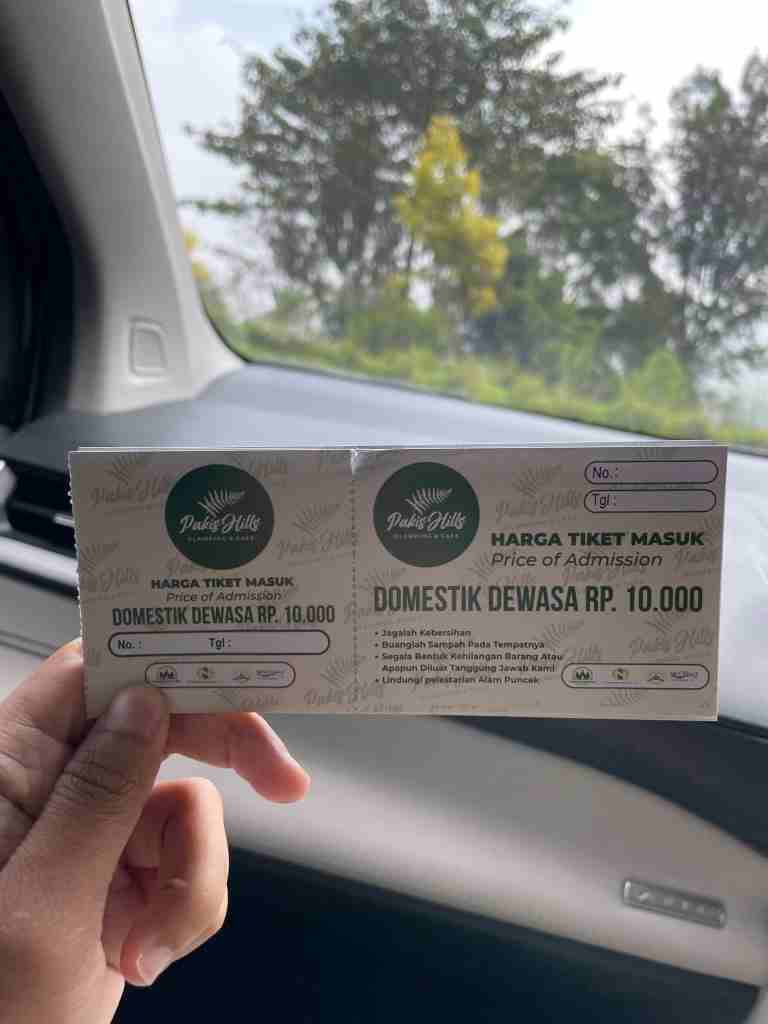 Pakis Hills
GLAMPING & CAFE
HARGA TIKET MASUK
Price of Admission
DOMESTIK DEWASA RP. 10.000
No. : Tgl :
Pakis Hills
GLAMPING & CAFE
No. :
Tgl :
HARGA TIKET MASUK
Price of Admission
DOMESTIK DEWASA RP. 10.000
• Jagalah Kebersihan
• Buanglah Sampah Pada Tempatnya
• Segala Bentuk Kehilangan Barang Atau
Apapun Diluar Tanggung Jawab Kami
• Lindungi pelestarian Alam Puncak